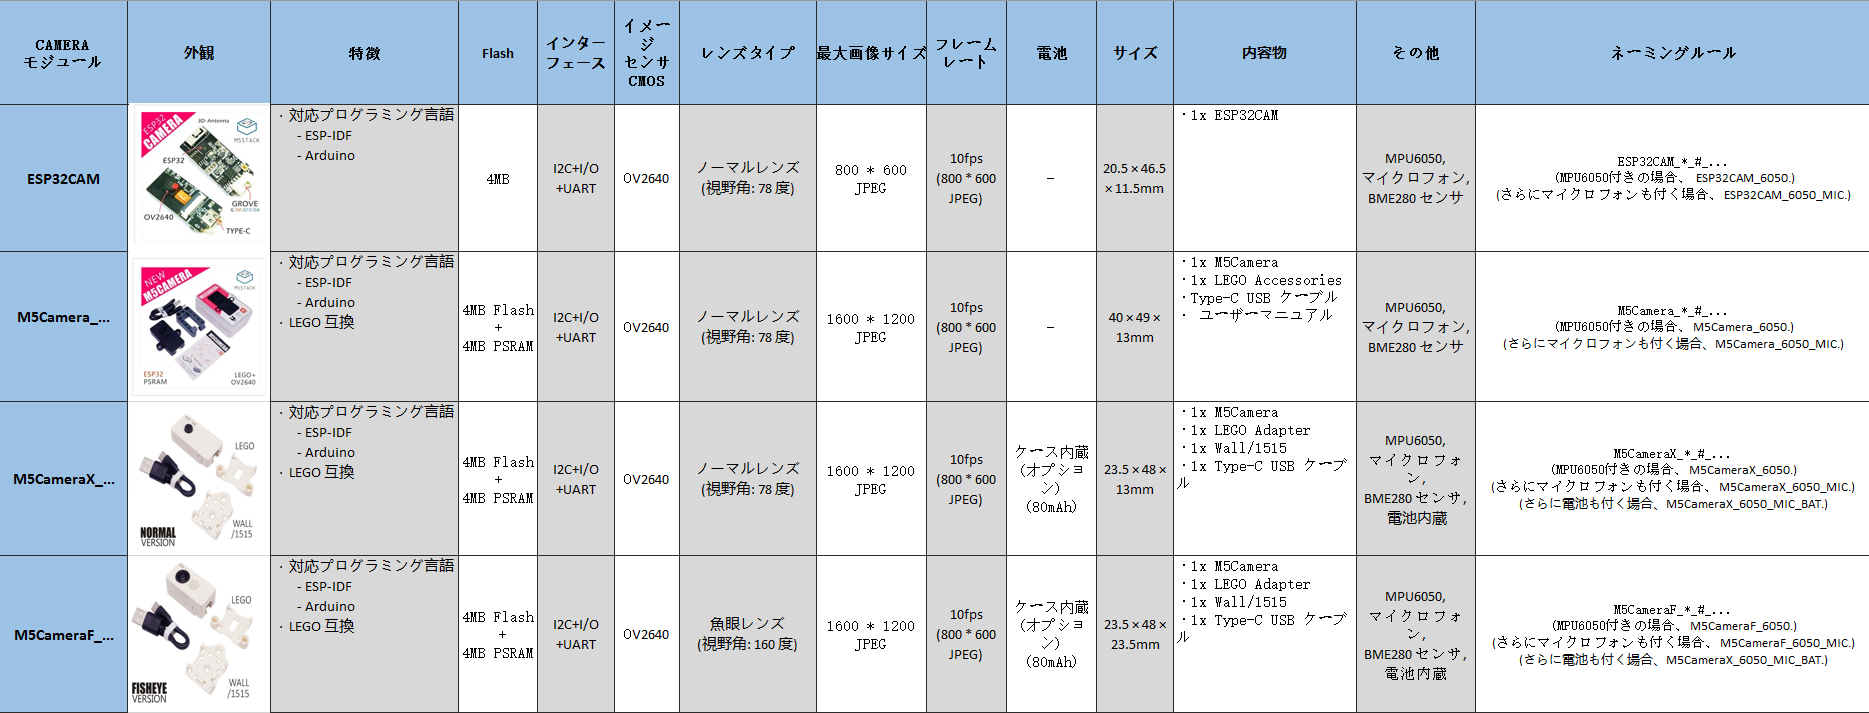 CAMERA
モジュール
外観
特徴
Flash
インター
フェース
イメー
ジ
センサ
CMOS
レンズタイプ
最大画像サイズ
フレーム
レート
電池
サイズ
内容物
その他
ネーミングルール
ESP32CAM
ESP32
CAMERA
3D-Antenna
M5STACK
ESP32
GROVE
OV2640
TYPE-C
· 対応プログラミング言語
- ESP-IDF
- Arduino
4MB
I2C+I/O
+UART
OV2640
ノーマルレンズ
(視野角: 78 度)
800 * 600
JPEG
10fps
(800 * 600
JPEG)
–
20.5×46.5
×11.5mm
・1x ESP32CAM
MPU6050,
マイクロフォン,
BME280 センサ
ESP32CAM_*_#_...
(MPU6050付きの場合、 ESP32CAM_6050.)
(さらにマイクロフォンも付く場合、ESP32CAM_6050_MIC.)
M5Camera_...
NEW
M5CAMERA
M5STACK
ESP32
PSRAM
LEGO+
OV2640
· 対応プログラミング言語
- ESP-IDF
- Arduino
· LEGO 互換
4MB Flash
+
4MB PSRAM
I2C+I/O
+UART
OV2640
ノーマルレンズ
(視野角: 78 度)
1600 * 1200
JPEG
10fps
(800 * 600
JPEG)
–
40×49×
13mm
・1x M5Camera
・1x LEGO Accessories
・Type-C USB ケーブル
・ ユーザーマニュアル
MPU6050,
マイクロフォン,
BME280 センサ
M5Camera_*_#_...
(MPU6050付きの場合、M5Camera_6050.)
(さらにマイクロフォンも付く場合、M5Camera_6050_MIC.)
M5CameraX_...
LEGO
WALL
/1515
NORMAL
VERSION
· 対応プログラミング言語
- ESP-IDF
- Arduino
· LEGO 互換
4MB Flash
+
4MB PSRAM
I2C+I/O
+UART
OV2640
ノーマルレンズ
(視野角: 78 度)
1600 * 1200
JPEG
10fps
(800 * 600
JPEG)
ケース内蔵
(オプショ
ン)
(80mAh)
23.5×48×
13mm
・1x M5Camera
・1x LEGO Adapter
・1x Wall/1515
・1x Type-C USB ケーブ
ル
MPU6050,
マイクロフォ
ン,
BME280 センサ,
電池内蔵
M5CameraX_*_#_...
(MPU6050付きの場合、M5CameraX_6050.)
(さらにマイクロフォンも付く場合、M5CameraX_6050_MIC.)
(さらに電池も付く場合、M5CameraX_6050_MIC_BAT.)
M5CameraF_...
LEGO
WALL
/1515
FISHEYE
VERSION
· 対応プログラミング言語
- ESP-IDF
- Arduino
· LEGO 互換
4MB Flash
+
4MB PSRAM
I2C+I/O
+UART
OV2640
魚眼レンズ
(視野角: 160 度)
1600 * 1200
JPEG
10fps
(800 * 600
JPEG)
ケース内蔵
(オプショ
ン)
(80mAh)
23.5×48×
23.5mm
・1x M5Camera
・1x LEGO Adapter
・1x Wall/1515
・1x Type-C USB ケーブ
ル
MPU6050,
マイクロフォ
ン,
BME280 センサ,
電池内蔵
M5CameraF_*_#_...
(MPU6050付きの場合、M5CameraF_6050.)
(さらにマイクロフォンも付く場合、M5CameraF_6050_MIC.)
(さらに電池も付く場合、M5CameraX_6050_MIC_BAT.)